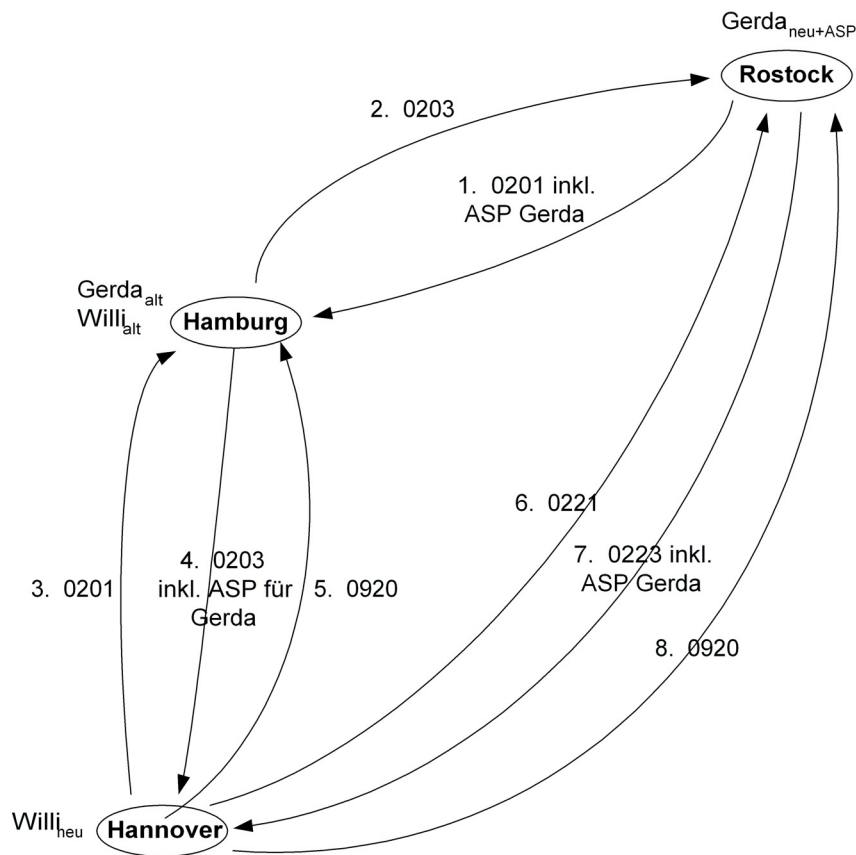 Gerda neu+ASP
Rostock
2. 0203
1. 0201 inkl.
ASP Gerda
Gerda alt
Willi alt
Hamburg
6. 0221
3. 0201
4. 0203
inkl. ASP für
Gerda
5. 0920
7. 0223 inkl.
ASP Gerda
8. 0920
Willi neu
Hannover